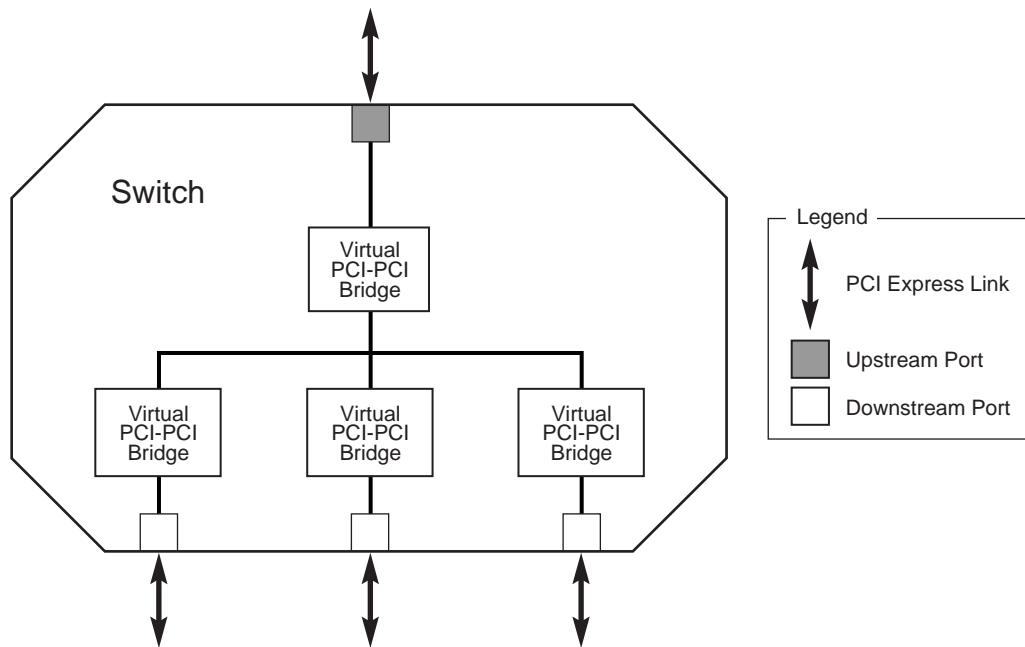 Switch
Virtual
PCI-PCI
Bridge
Virtual
PCI-PCI
Bridge
Virtual
PCI-PCI
Bridge
Virtual
PCI-PCI
Bridge
Legend
PCI Express Link
Upstream Port
Downstream Port